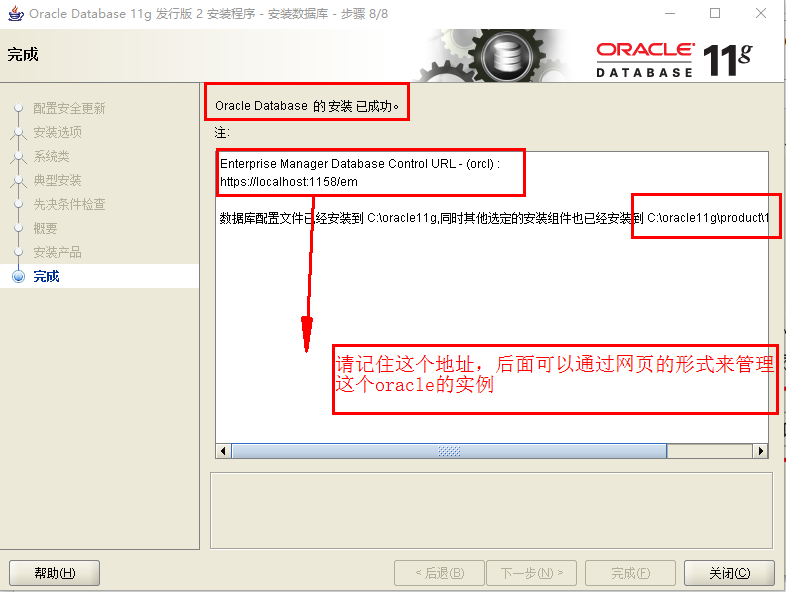 Oracle Database 11g 发行版 2 安装程序 - 安装数据库 - 步骤 8/8
完成
ORACLE
DATABASE 11g
配置安全更新
安装选项
系统类
典型安装
先决条件检查
概要
安装产品
完成
Oracle Database 的 安装 已成功。
注:
Enterprise Manager Database Control URL - (orcl) :
https://localhost:1158/em
数据库配置文件已经安装到 C:\oracle11g,同时其他选定的安装组件也已经安装到 C:\oracle11g\product\1
请记住这个地址，后面可以通过网页的形式来管理
这个oracle的实例
帮助(H)
< 后退(B)
下一步(N) >
完成(F)
关闭(C)